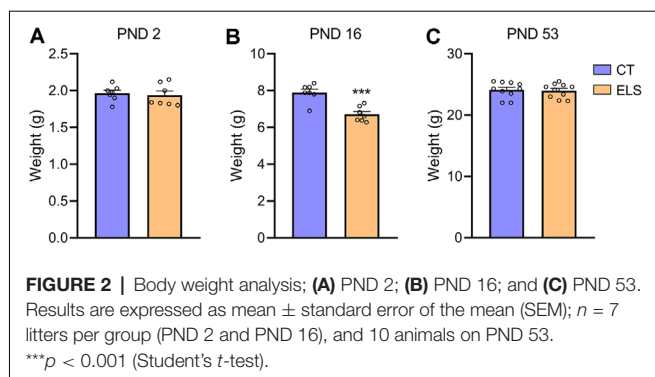 A PND 2
B PND 16
C PND 53
Weight (g)
2.5
2.0
1.5
1.0
0.5
0.0
Weight (g)
10
8
6
4
2
0
***
Weight (g)
30
20
10
0
CT
ELS
FIGURE 2 | Body weight analysis; (A) PND 2; (B) PND 16; and (C) PND 53.
Results are expressed as mean ± standard error of the mean (SEM); n = 7
litters per group (PND 2 and PND 16), and 10 animals on PND 53.
***p < 0.001 (Student's t-test).